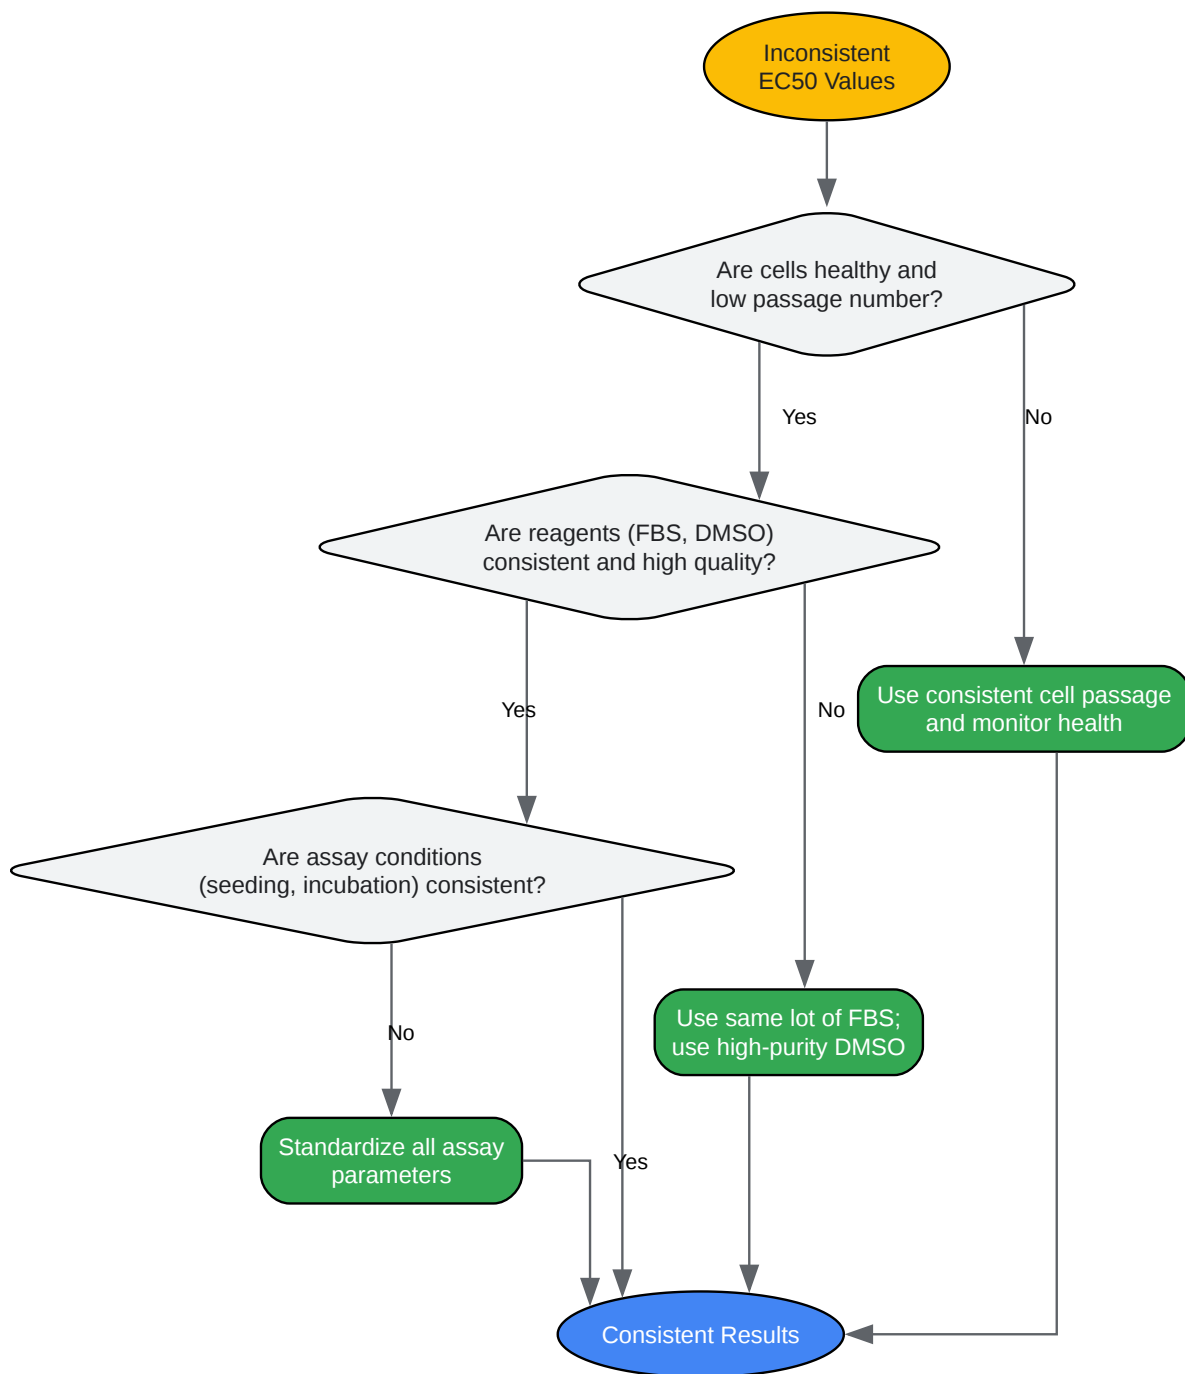 Inconsistent
EC50 Values
Are cells healthy and
low passage number?
Yes
No
Are reagents (FBS, DMSO)
consistent and high quality?
Use consistent cell passage
and monitor health
Yes
No
Are assay conditions
(seeding, incubation) consistent?
Use same lot of FBS;
use high-purity DMSO
No
Standardize all assay
parameters
Yes
Consistent Results